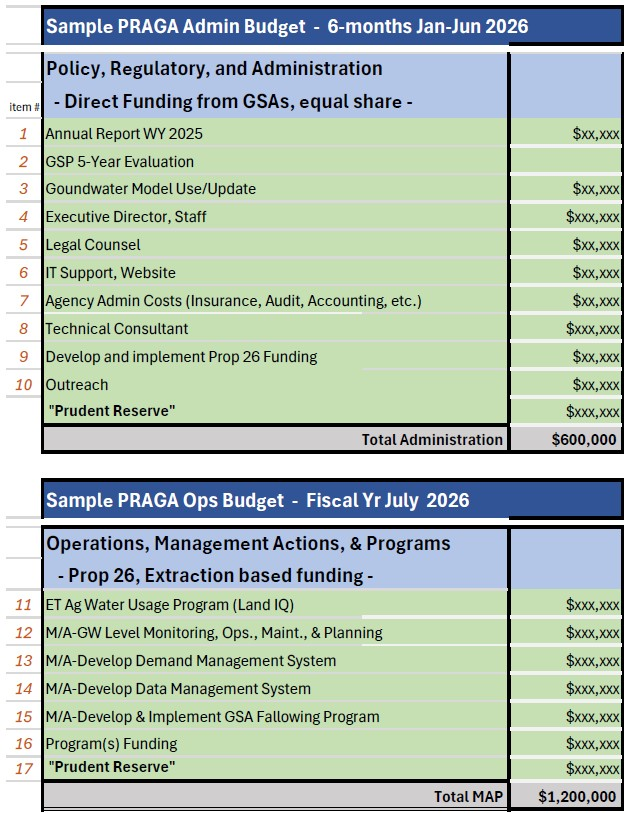 Sample PRAGA Admin Budget - 6-months Jan-Jun 2026
Policy, Regulatory, and Administration
item # - Direct Funding from GSAs, equal share -
1 Annual Report WY 2025 $xx,xxx
2 GSP 5-Year Evaluation
3 Goundwater Model Use/Update $xx,xxx
4 Executive Director, Staff $xxx,xxx
5 Legal Counsel $xx,xxx
6 IT Support, Website $xx,xxx
7 Agency Admin Costs (Insurance, Audit, Accounting, etc.) $xx,xxx
8 Technical Consultant $xxx,xxx
9 Develop and implement Prop 26 Funding $xx,xxx
10 Outreach $xx,xxx
"Prudent Reserve" $xxx,xxx
Total Administration $600,000
Sample PRAGA Ops Budget - Fiscal Yr July 2026
Operations, Management Actions, & Programs
- Prop 26, Extraction based funding -
11 ET Ag Water Usage Program (Land IQ) $xxx,xxx
12 M/A-GW Level Monitoring, Ops., Maint., & Planning $xxx,xxx
13 M/A-Develop Demand Management System $xxx,xxx
14 M/A-Develop Data Management System $xxx,xxx
15 M/A-Develop & Implement GSA Fallowing Program $xxx,xxx
16 Program(s) Funding $xxx,xxx
17 "Prudent Reserve" $xxx,xxx
Total MAP $1,200,000